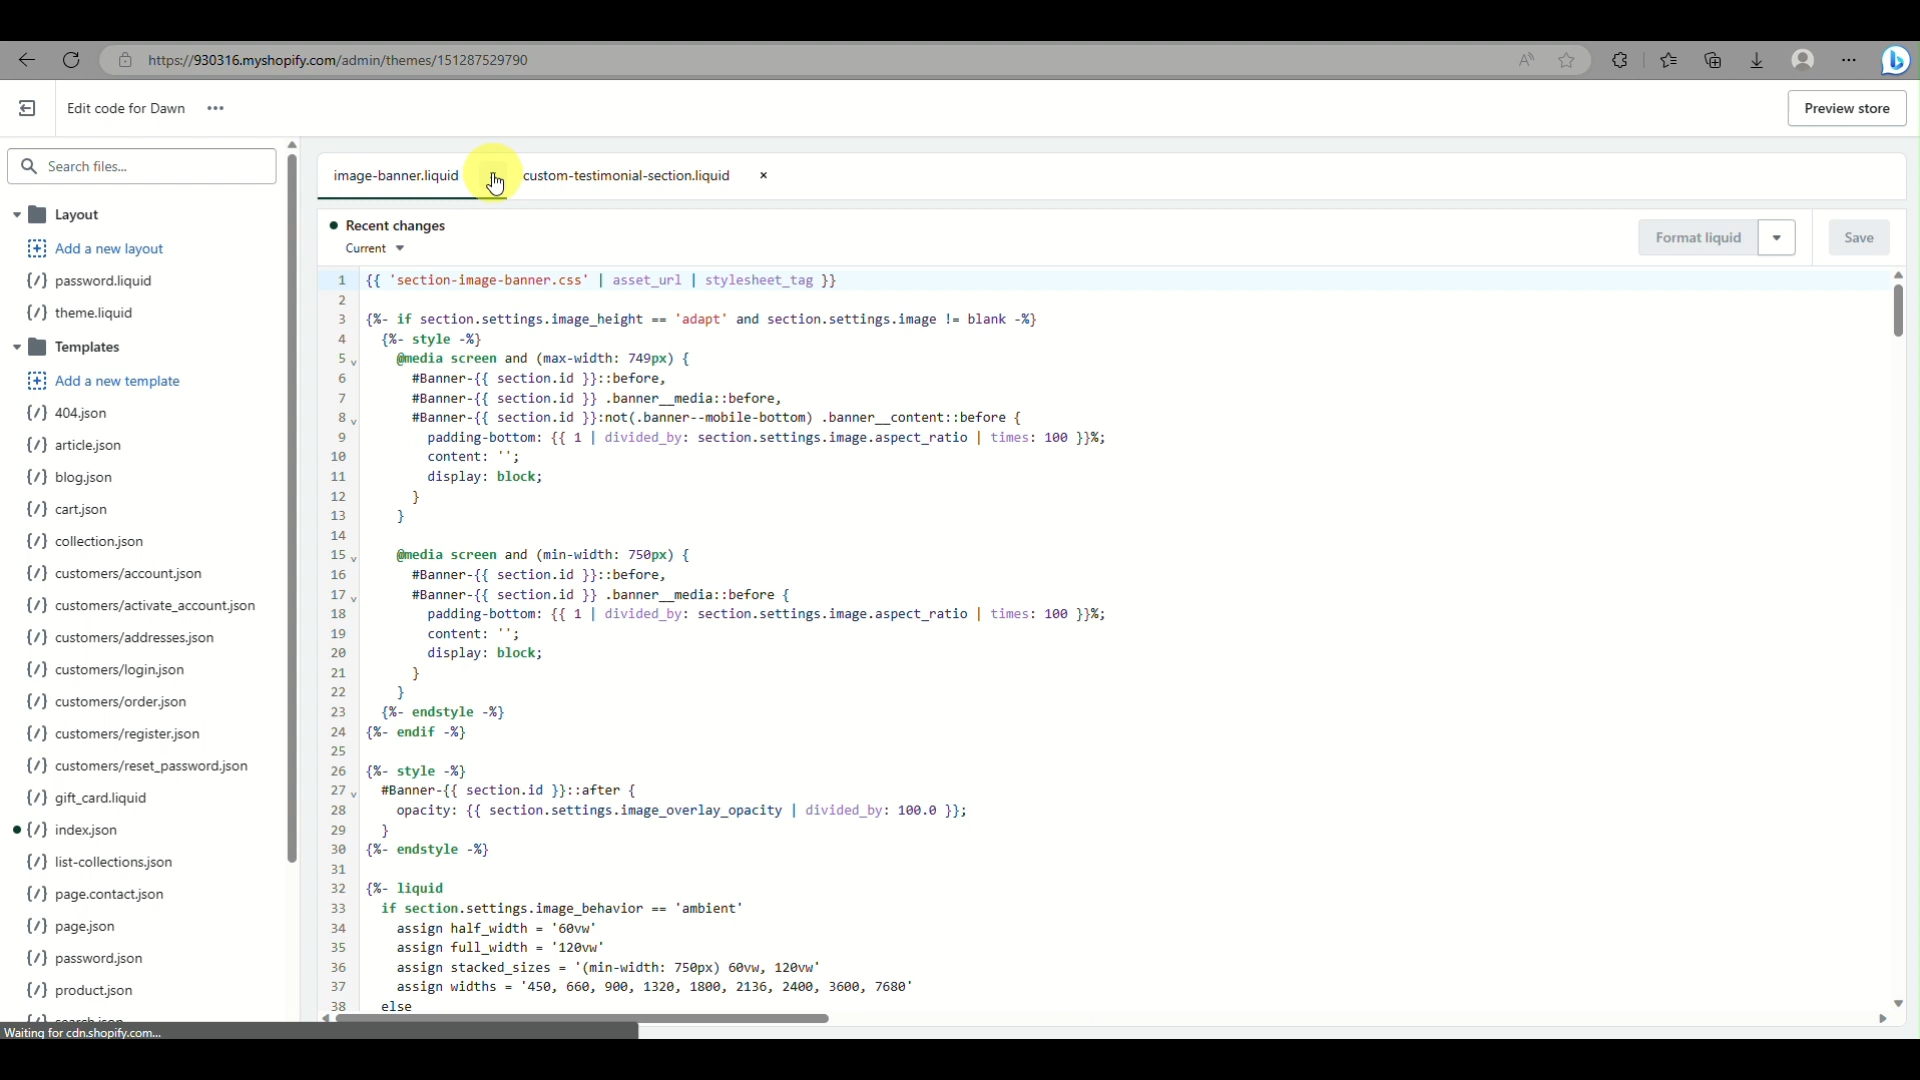 https://930316.myshopify.com/admin/themes/151287529790
Edit code for Dawn
Preview store
Search files...
Layout
Add a new layout
{/} password.liquid
{/} theme.liquid
Templates
Add a new template
{/} 404.json
{/} article.json
{/} blog.json
{/} cart.json
{/} collection.json
{/} customers/account.json
{/} customers/activate_account.json
{/} customers/addresses.json
{/} customers/login.json
{/} customers/order.json
{/} customers/register.json
{/} customers/reset_password.json
{/} gift_card.liquid
{/} index.json
{/} list-collections.json
{/} page.contact.json
{/} page.json
{/} password.json
{/} product.json
{/} search.json
Waiting for cdn.shopify.com...
image-banner.liquid custom-testimonial-section.liquid ×
Recent changes
Current
Format liquid Save
1 {{ 'section-image-banner.css' | asset_url | stylesheet_tag }}
2
3 {%- if section.settings.image_height == 'adapt' and section.settings.image != blank -%}
4 {%- style -%}
5 @media screen and (max-width: 749px) {
6 #Banner-{{ section.id }}::before,
7 #Banner-{{ section.id }} .banner__media::before,
8 #Banner-{{ section.id }}:not(.banner--mobile-bottom) .banner__content::before {
9 padding-bottom: {{ 1 | divided_by: section.settings.image.aspect_ratio | times: 100 }}%;
10 content: '';
11 display: block;
12 }
13 }
14
15 @media screen and (min-width: 750px) {
16 #Banner-{{ section.id }}::before,
17 #Banner-{{ section.id }} .banner__media::before {
18 padding-bottom: {{ 1 | divided_by: section.settings.image.aspect_ratio | times: 100 }}%;
19 content: '';
20 display: block;
21 }
22 }
23 {%- endstyle -%}
24 {%- endif -%}
25
26 {%- style -%}
27 #Banner-{{ section.id }}::after {
28 opacity: {{ section.settings.image_overlay_opacity | divided_by: 100.0 }};
29 }
30 {%- endstyle -%}
31
32 {%- liquid
33 if section.settings.image_behavior == 'ambient'
34 assign half_width = '60vw'
35 assign full_width = '120vw'
36 assign stacked_sizes = '(min-width: 750px) 60vw, 120vw'
37 assign widths = '450, 660, 900, 1320, 1800, 2136, 2400, 3600, 7680'
38 else